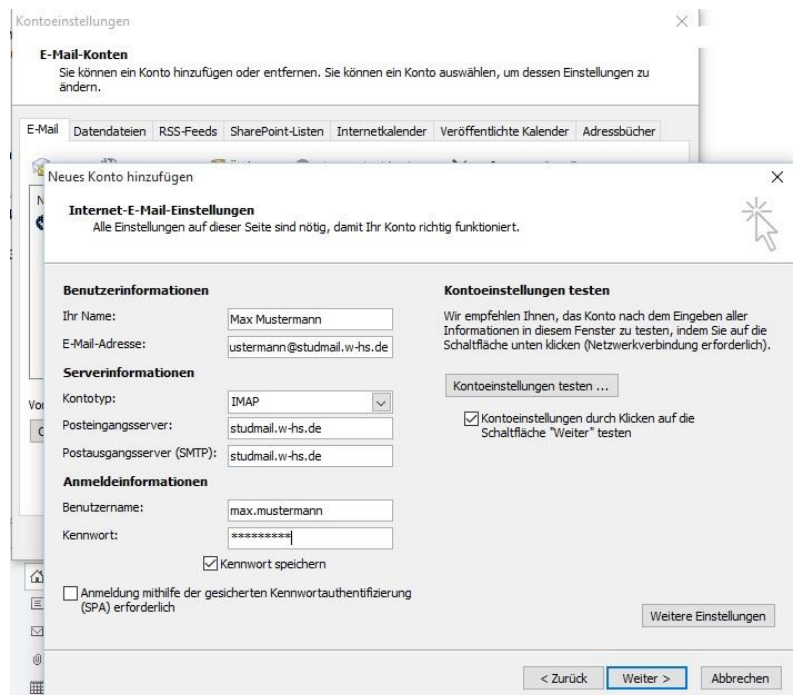 Kontoeinstellungen
E-Mail-Konten
Sie können ein Konto hinzufügen oder entfernen. Sie können ein Konto auswählen, um dessen Einstellungen zu
ändern.
E-Mail Datendateien RSS-Feeds SharePoint-Listen Internetkalender Veröffentlichte Kalender Adressbücher
Neues Konto hinzufügen
Internet-E-Mail-Einstellungen
Alle Einstellungen auf dieser Seite sind nötig, damit Ihr Konto richtig funktioniert.
Benutzerinformationen
Ihr Name: Max Mustermann
E-Mail-Adresse: ustermann@studmail.w-hs.de
Serverinformationen
Kontotyp: IMAP
Posteingangsserver: studmail.w-hs.de
Postausgangsserver (SMTP): studmail.w-hs.de
Anmeldeinformationen
Benutzername: max.mustermann
Kennwort: *********
Kennwort speichern
Anmeldung mithilfe der gesicherten Kennwortauthentifizierung
(SPA) erforderlich
Kontoeinstellungen testen
Wir empfehlen Ihnen, das Konto nach dem Eingeben aller
Informationen in diesem Fenster zu testen, indem Sie auf die
Schaltfläche unten klicken (Netzwerkverbindung erforderlich).
Kontoeinstellungen testen ...
Kontoeinstellungen durch Klicken auf die
Schaltfläche "Weiter" testen
Weitere Einstellungen
< Zurück Weiter > Abbrechen